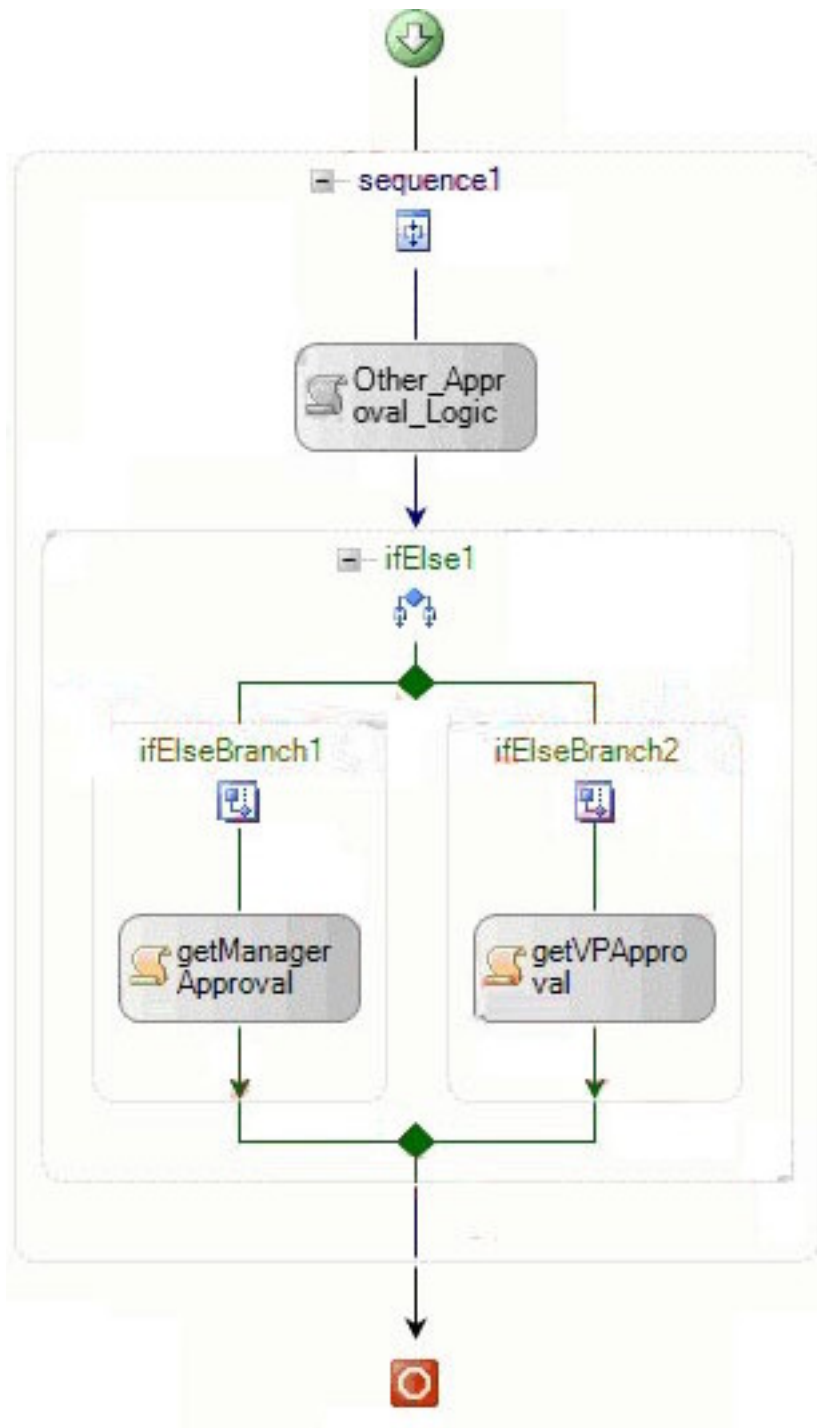 sequence1
Other_Appr
oval_Logic
ifElse1
ifElseBranch1
ifElseBranch2
getManager
Approval
getVPAppro
val